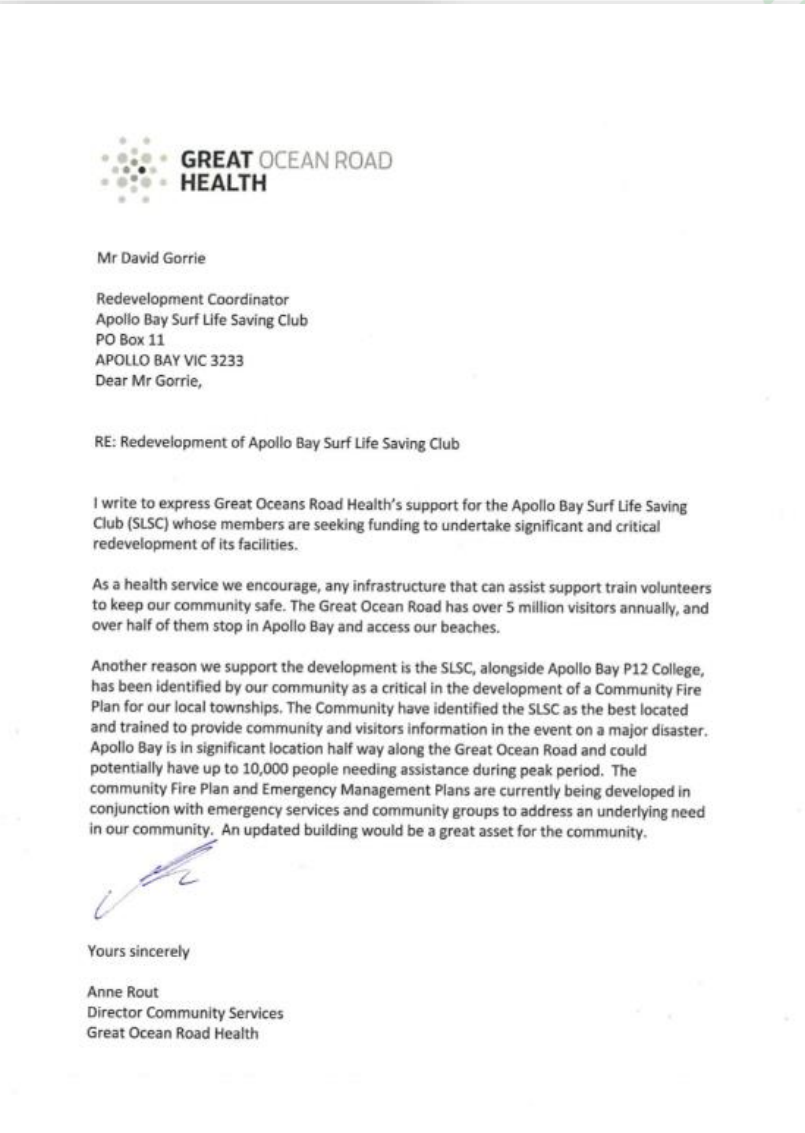 GREAT OCEAN ROAD
HEALTH
Mr David Gorrie
Redevelopment Coordinator
Apollo Bay Surf Life Saving Club
PO Box 11
APOLLO BAY VIC 3233
Dear Mr Gorrie,
RE: Redevelopment of Apollo Bay Surf Life Saving Club
I write to express Great Oceans Road Health's support for the Apollo Bay Surf Life Saving
Club (SLSC) whose members are seeking funding to undertake significant and critical
redevelopment of its facilities.
As a health service we encourage, any infrastructure that can assist support train volunteers
to keep our community safe. The Great Ocean Road has over 5 million visitors annually, and
over half of them stop in Apollo Bay and access our beaches.
Another reason we support the development is the SLSC, alongside Apollo Bay P12 College,
has been identified by our community as a critical in the development of a Community Fire
Plan for our local townships. The Community have identified the SLSC as the best located
and trained to provide community and visitors information in the event on a major disaster.
Apollo Bay is in significant location half way along the Great Ocean Road and could
potentially have up to 10,000 people needing assistance during peak period. The
community Fire Plan and Emergency Management Plans are currently being developed in
conjunction with emergency services and community groups to address an underlying need
in our community. An updated building would be a great asset for the community.
Yours sincerely
Anne Rout
Director Community Services
Great Ocean Road Health